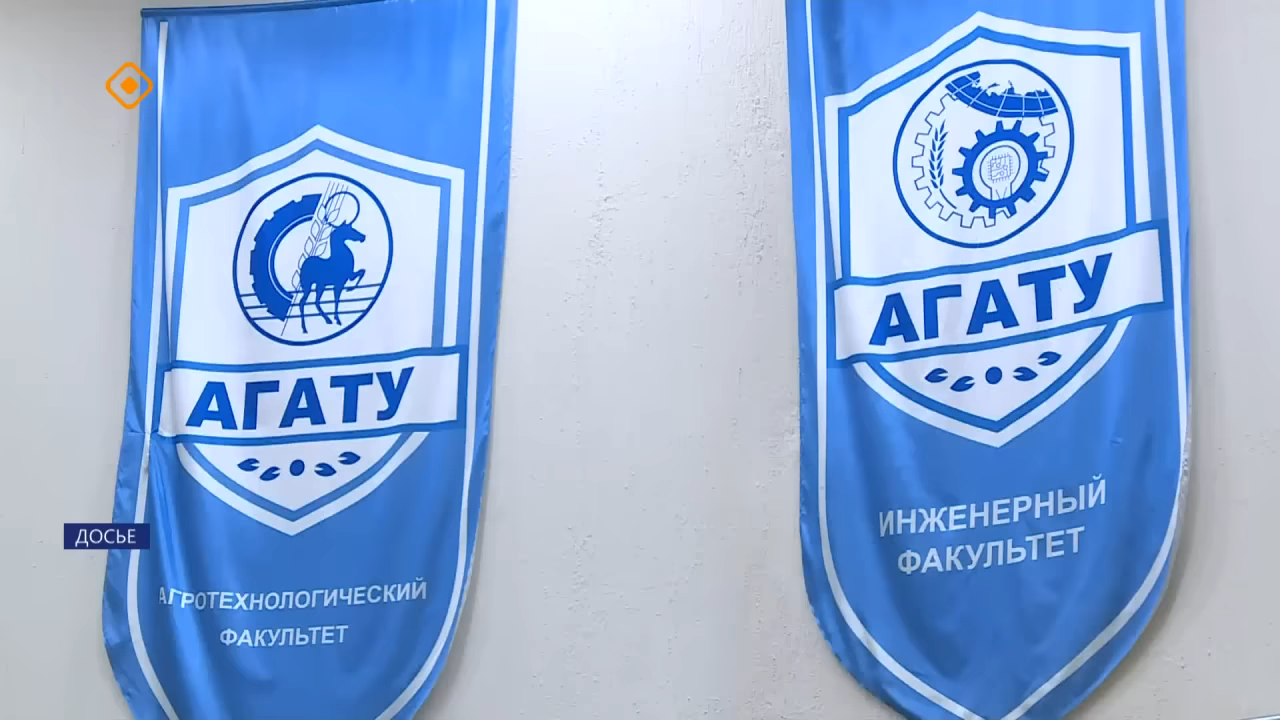 АГАТУ
АГРОТЕХНОЛОГИЧЕСКИЙ
ФАКУЛЬТЕТ
АГАТУ
ИНЖЕНЕРНЫЙ
ФАКУЛЬТЕТ
ДОСЬЕ